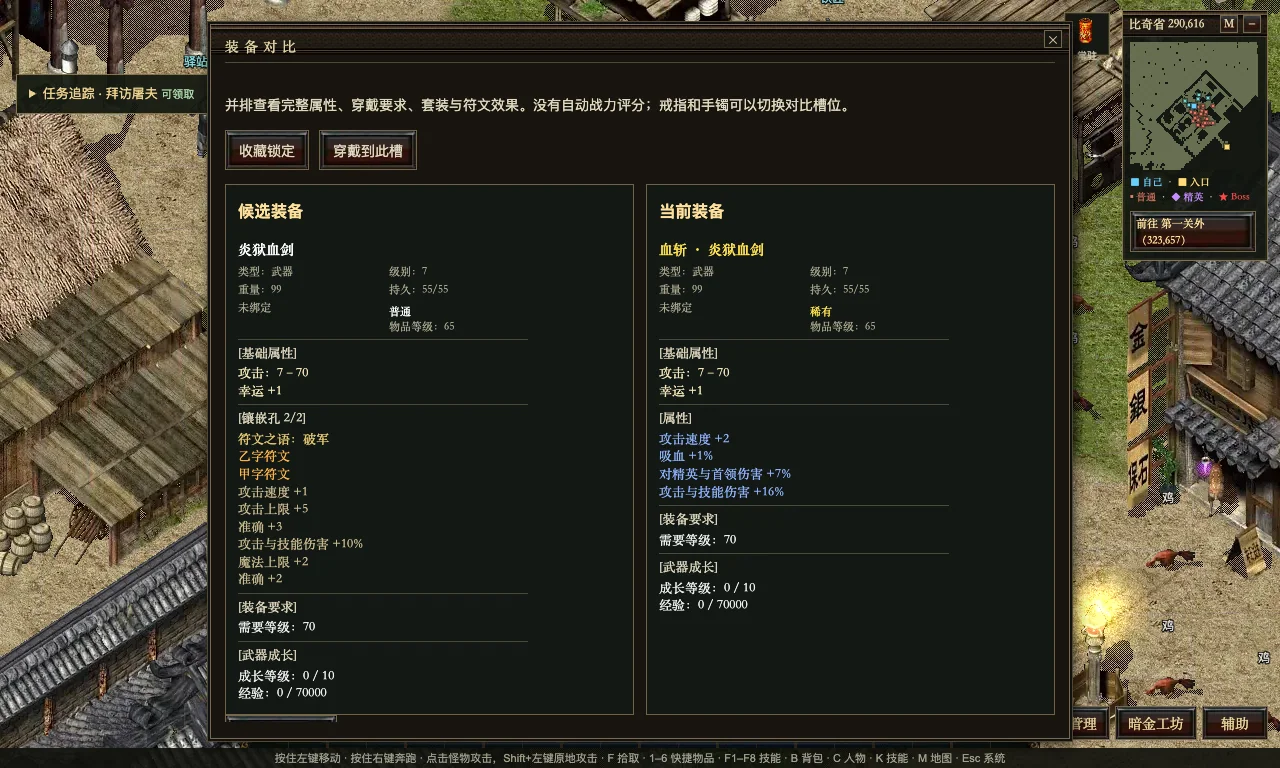 装备对比
并排查看完整属性、穿戴要求、套装与符文效果。没有自动战力评分；戒指和手镯可以切换对比槽位。
收藏锁定
穿戴到此槽
候选装备
炎狱血剑
类型：武器
级别：7
重量：99
持久：55/55
未绑定
普通
物品等级：65
[基础属性]
攻击：7 – 70
幸运 +1
[镶嵌孔 2/2]
符文之语：破军
乙字符文
甲字符文
攻击速度 +1
攻击上限 +5
准确 +3
攻击与技能伤害 +10%
魔法上限 +2
准确 +2
[装备要求]
需要等级：70
[武器成长]
成长等级：0 / 10
经验：0 / 70000
当前装备
血斩 · 炎狱血剑
类型：武器
级别：7
重量：99
持久：55/55
未绑定
稀有
物品等级：65
[基础属性]
攻击：7 – 70
幸运 +1
[属性]
攻击速度 +2
吸血 +1%
对精英与首领伤害 +7%
攻击与技能伤害 +16%
[装备要求]
需要等级：70
[武器成长]
成长等级：0 / 10
经验：0 / 70000
驿站
▶ 任务追踪 · 拜访屠夫 可领取
比奇省 290,616
M
−
自己 · 入口
普通 · 精英 · Boss
前往 第一关外
（323,657）
金
銀
保石
鸡
鸡
鸡
管理
暗金工坊
辅助
按住左键移动 · 按住右键奔跑 · 点击怪物攻击，Shift+左键原地攻击 · F 拾取 · 1–6 快捷物品 · F1–F8 技能 · B 背包 · C 人物 · K 技能 · M 地图 · Esc 系统